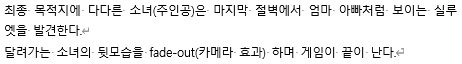 최종 목적지에 다다른 소녀(주인공)은 마지막 절벽에서 엄마 아빠처럼 보이는 실루
엣을 발견한다.
달려가는 소녀의 뒷모습을 fade-out(카메라 효과) 하며 게임이 끝이 난다.